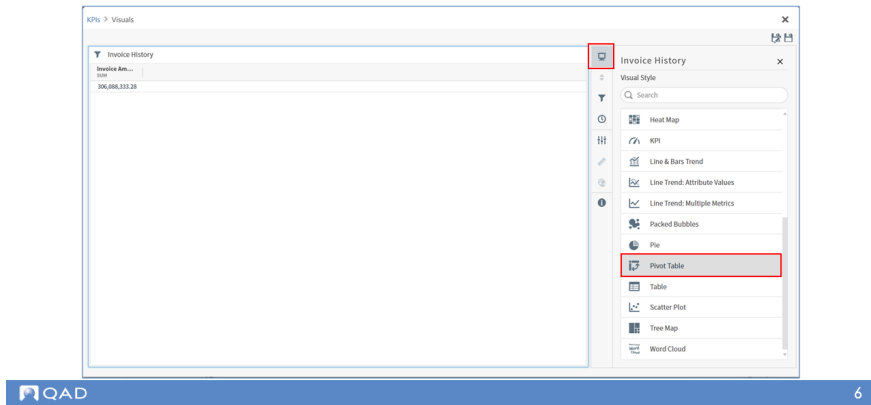 KPIs > Visuals
Invoice History
Invoice Am...
SUM
306,088,333.28
Invoice History
Visual Style
Search
Heat Map
KPI
Line & Bars Trend
Line Trend: Attribute Values
Line Trend: Multiple Metrics
Packed Bubbles
Pie
Pivot Table
Table
Scatter Plot
Tree Map
Word Cloud
QAD
6